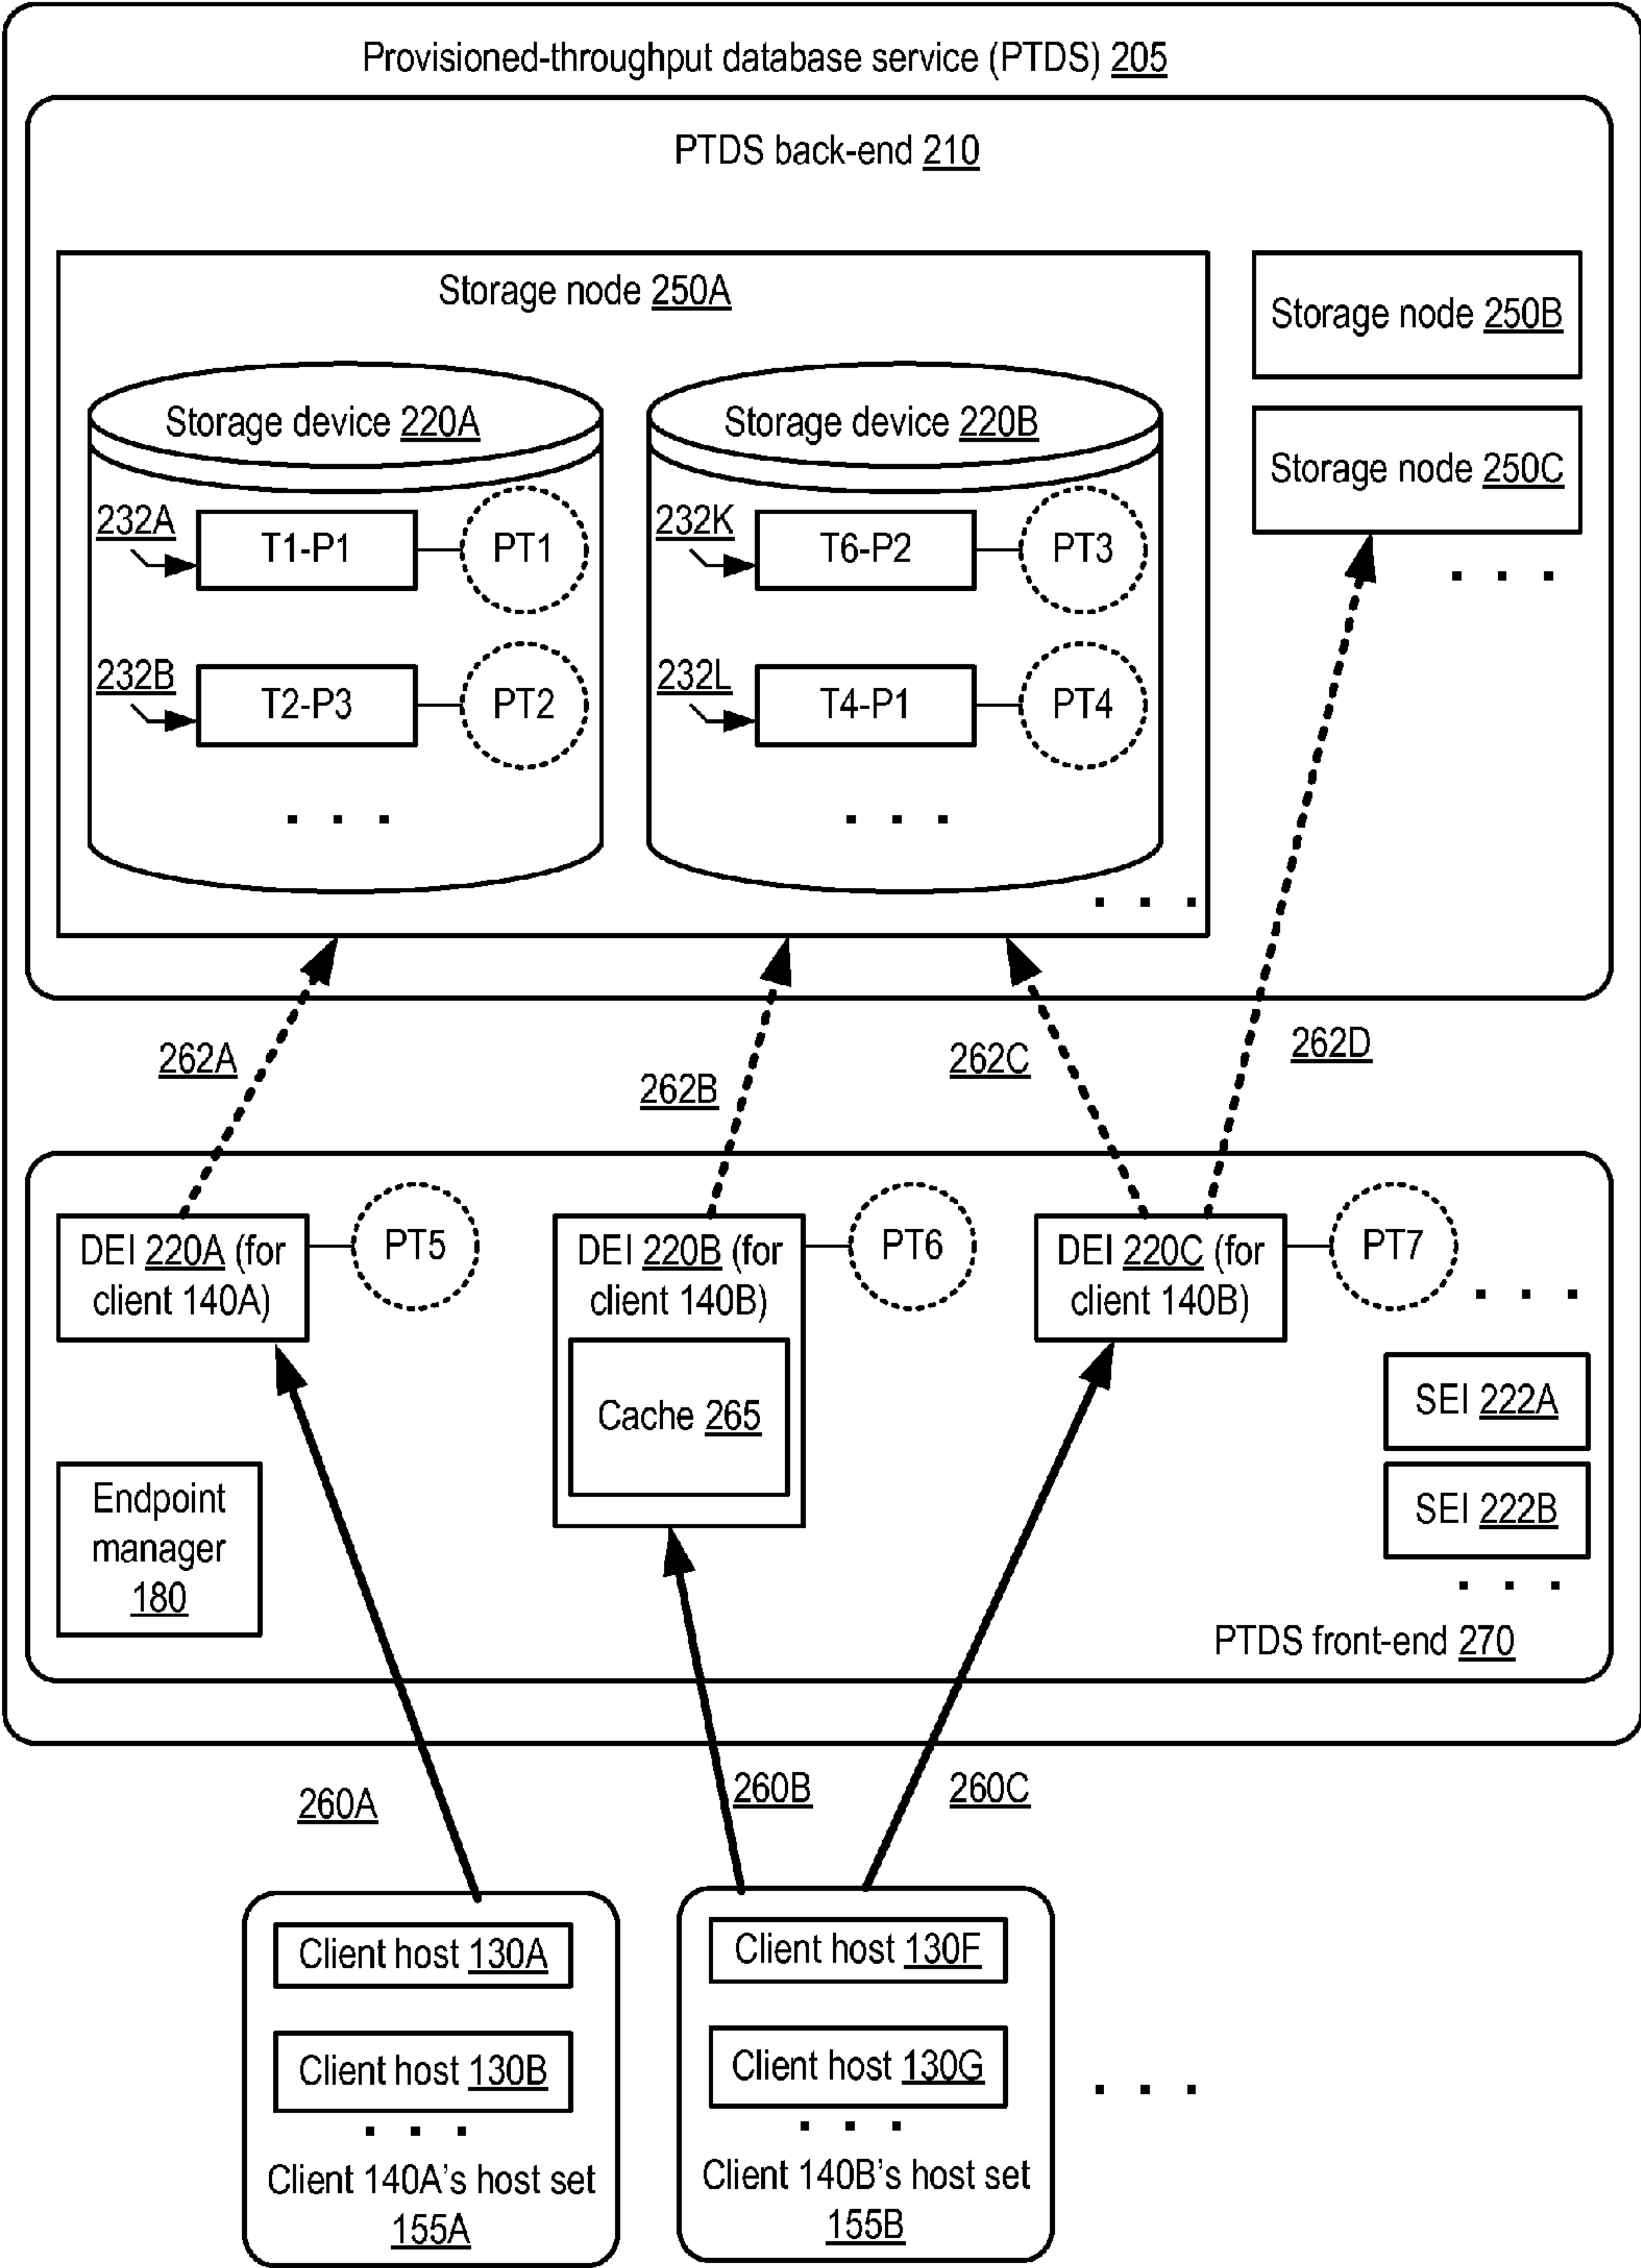 Provisioned-throughput database service (PTDS) 205
PTDS back-end 210
Storage node 250A
Storage node 250B
Storage node 250C
. . .
Storage device 220A
232A
T1-P1
PT1
232B
T2-P3
PT2
. . .
Storage device 220B
232K
T6-P2
PT3
232L
T4-P1
PT4
. . .
. . .
262A
262B
262C
262D
DEI 220A (for
client 140A)
PT5
DEI 220B (for
client 140B)
PT6
Cache 265
DEI 220C (for
client 140B)
PT7
. . .
SEI 222A
SEI 222B
. . .
Endpoint
manager
180
PTDS front-end 270
260A
260B
260C
Client host 130A
Client host 130B
. . .
Client 140A's host set
155A
Client host 130F
Client host 130G
. . .
Client 140B's host set
155B
. . .